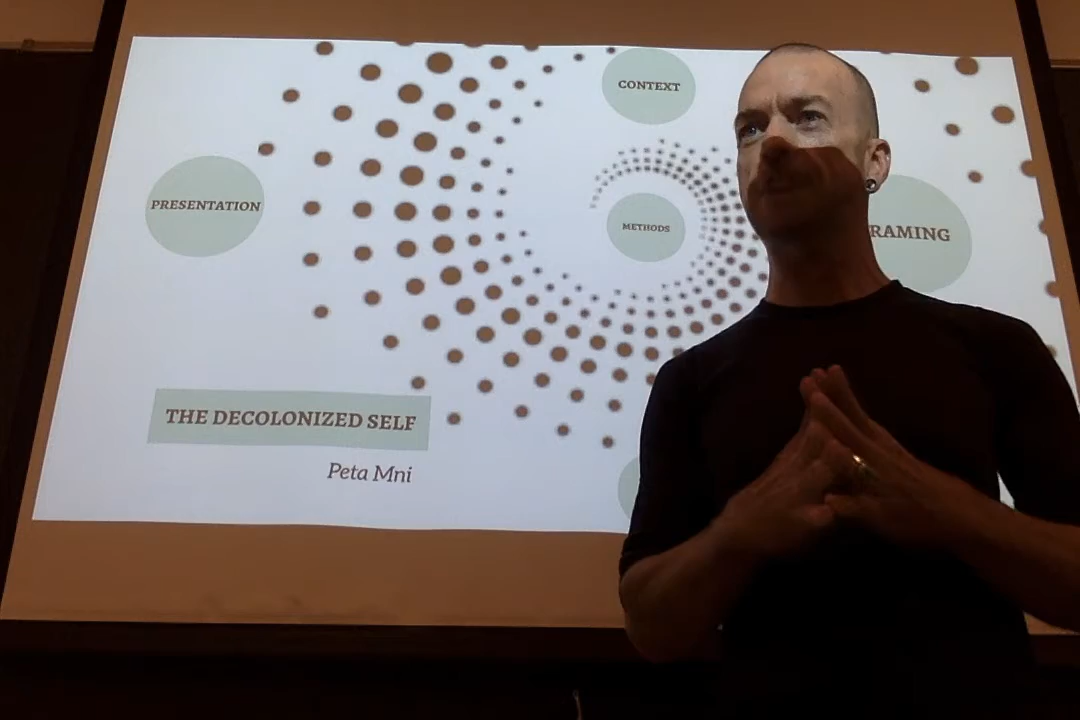 CONTEXT
PRESENTATION
METHODS
RAMING
THE DECOLONIZED SELF
Peta Mni